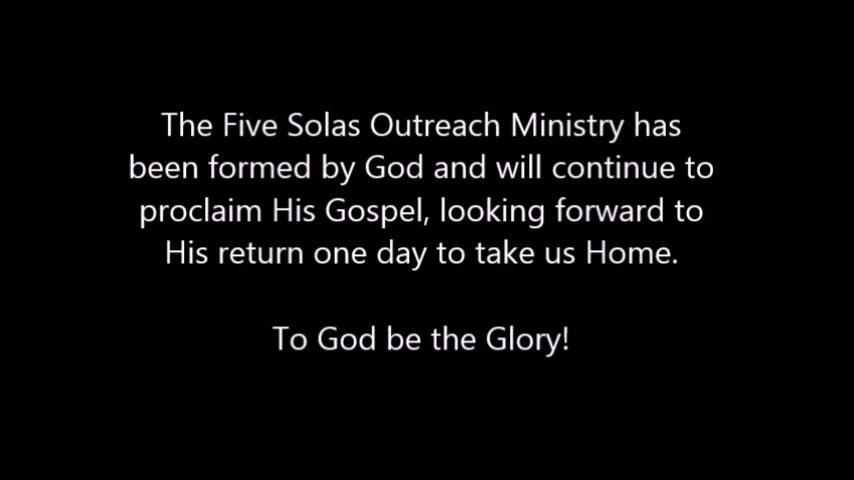 The Five Solas Outreach Ministry has
been formed by God and will continue to
proclaim His Gospel, looking forward to
His return one day to take us Home.
To God be the Glory!